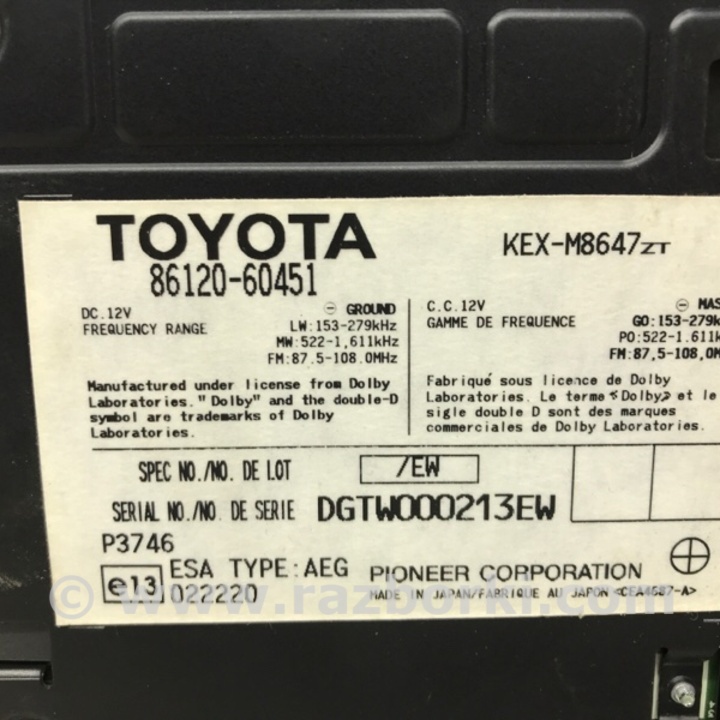 TOYOTA
86120-60451
KEX-M8647ZT
DC.12V ⊖ GROUND
FREQUENCY RANGE LW:153-279kHz
MW:522-1,611kHz
FM:87.5-108.0MHz
Manufactured under license from Dolby
Laboratories. "Dolby" and the double-D
symbol are trademarks of Dolby
Laboratories.
C.C.12V ⊖ MAS
GAMME DE FREQUENCE GO:153-279k
PO:522-1.611k
FM:87,5-108,0M
Fabriqué sous licence de Dolby
Laboratories. Le terme «Dolby» et le
sigle double D sont des marques
commerciales de Dolby Laboratories.
SPEC NO./NO. DE LOT /EW
SERIAL NO./NO. DE SERIE DGTW000213EW
P3746
e13 ESA TYPE:AEG
022220
PIONEER CORPORATION
MADE IN JAPAN/FABRIQUE AU JAPON <CEA4687-A>
© www.razborki.com